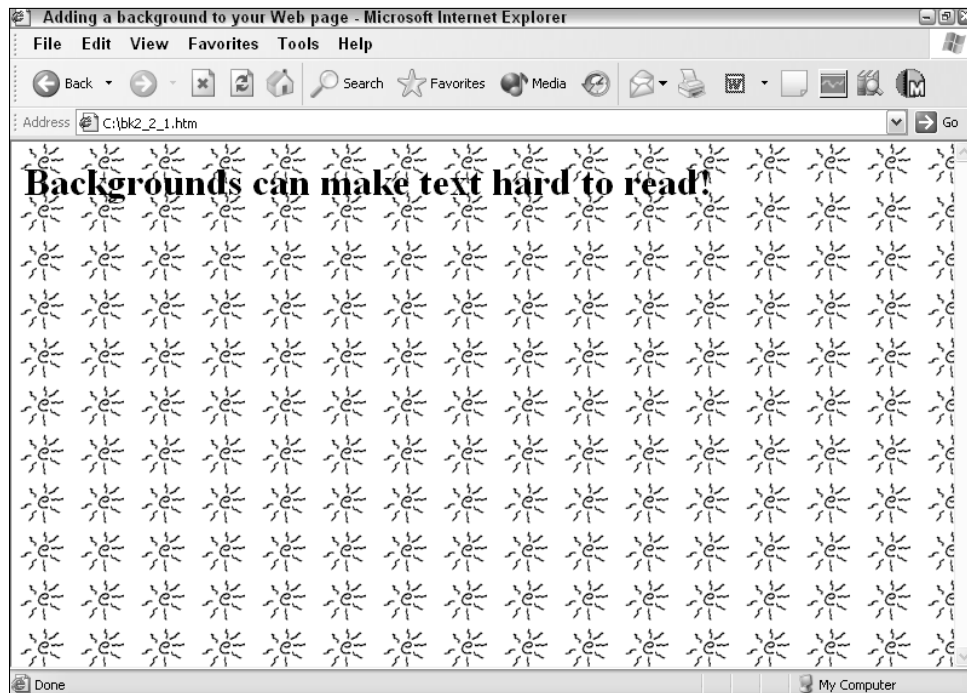 Adding a background to your Web page - Microsoft Internet Explorer
File Edit View Favorites Tools Help
Back Search Favorites Media
Address C:\bk2_2_1.htm Go
Backgrounds can make text hard to read!
Done My Computer